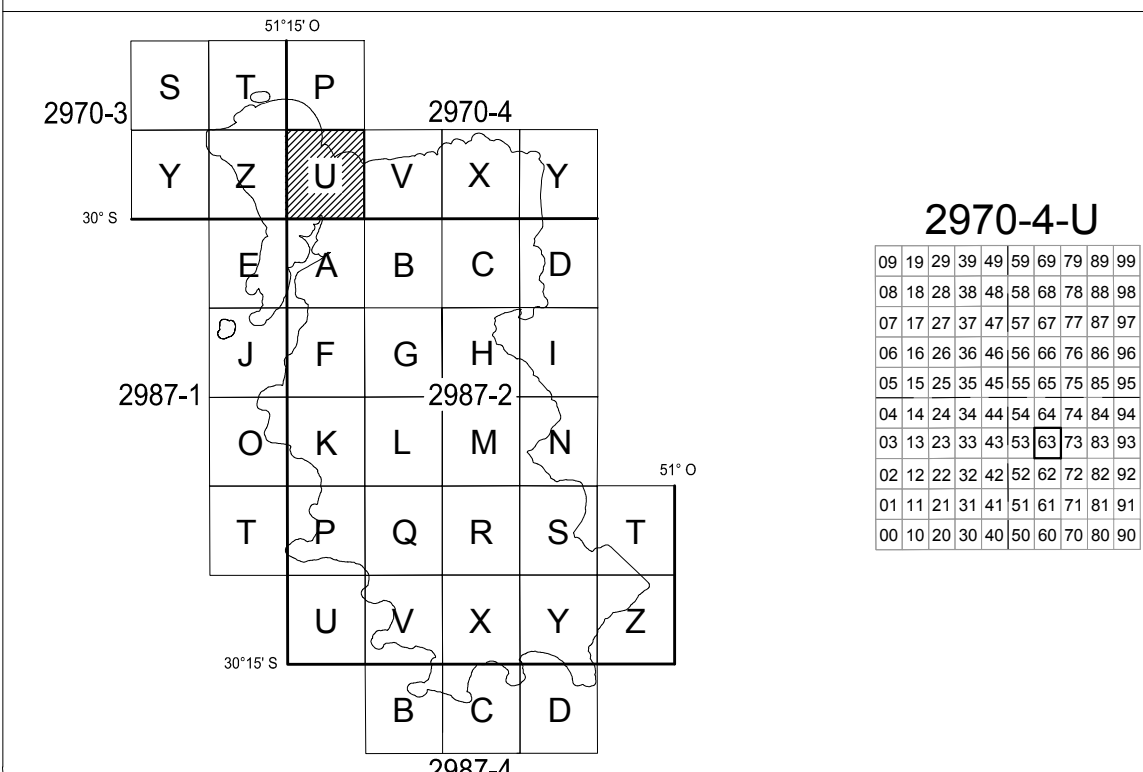 51°15' O
S T P
2970-3 2970-4
Y Z U V X Y
30° S
E A B C D
J F G H I
2987-1 2987-2
O K L M N
51° O
T P Q R S T
U V X Y Z
30°15' S
B C D
2987-4
2970-4-U
09 19 29 39 49 59 69 79 89 99
08 18 28 38 48 58 68 78 88 98
07 17 27 37 47 57 67 77 87 97
06 16 26 36 46 56 66 76 86 96
05 15 25 35 45 55 65 75 85 95
04 14 24 34 44 54 64 74 84 94
03 13 23 33 43 53 63 73 83 93
02 12 22 32 42 52 62 72 82 92
01 11 21 31 41 51 61 71 81 91
00 10 20 30 40 50 60 70 80 90